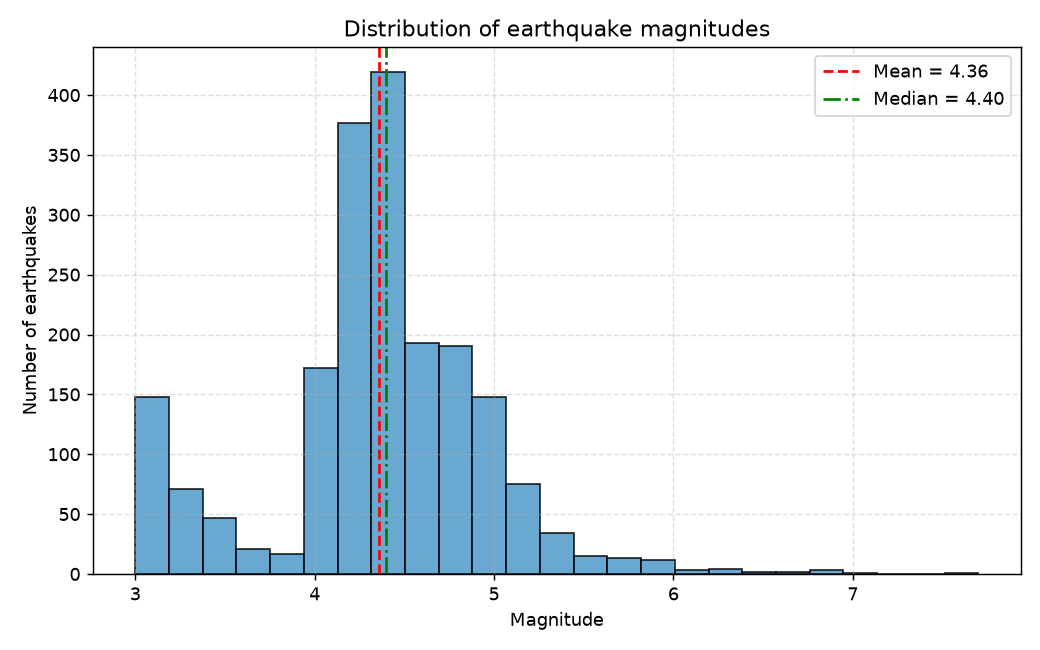 Distribution of earthquake magnitudes
Mean = 4.36
Median = 4.40
Number of earthquakes
400
350
300
250
200
150
100
50
0
3 4 5 6 7
Magnitude